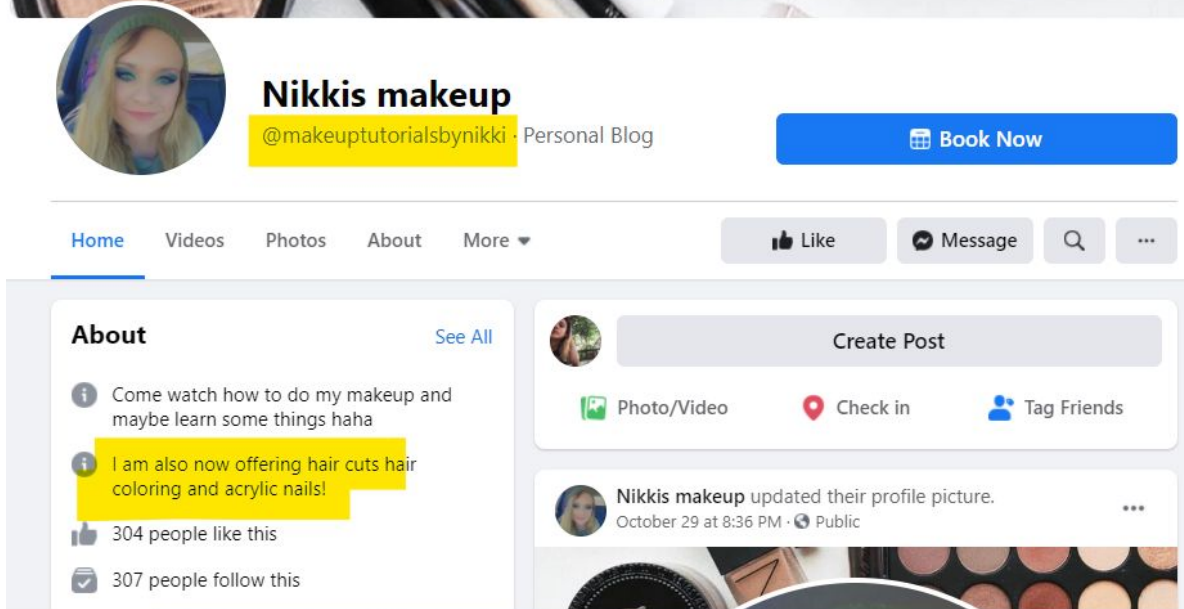 Nikkis makeup
@makeuptutorialsbynikki · Personal Blog
Book Now
Home Videos Photos About More
Like Message ...
About See All
Come watch how to do my makeup and
maybe learn some things haha
I am also now offering hair cuts hair
coloring and acrylic nails!
304 people like this
307 people follow this
Create Post
Photo/Video Check in Tag Friends
Nikkis makeup updated their profile picture.
October 29 at 8:36 PM · Public